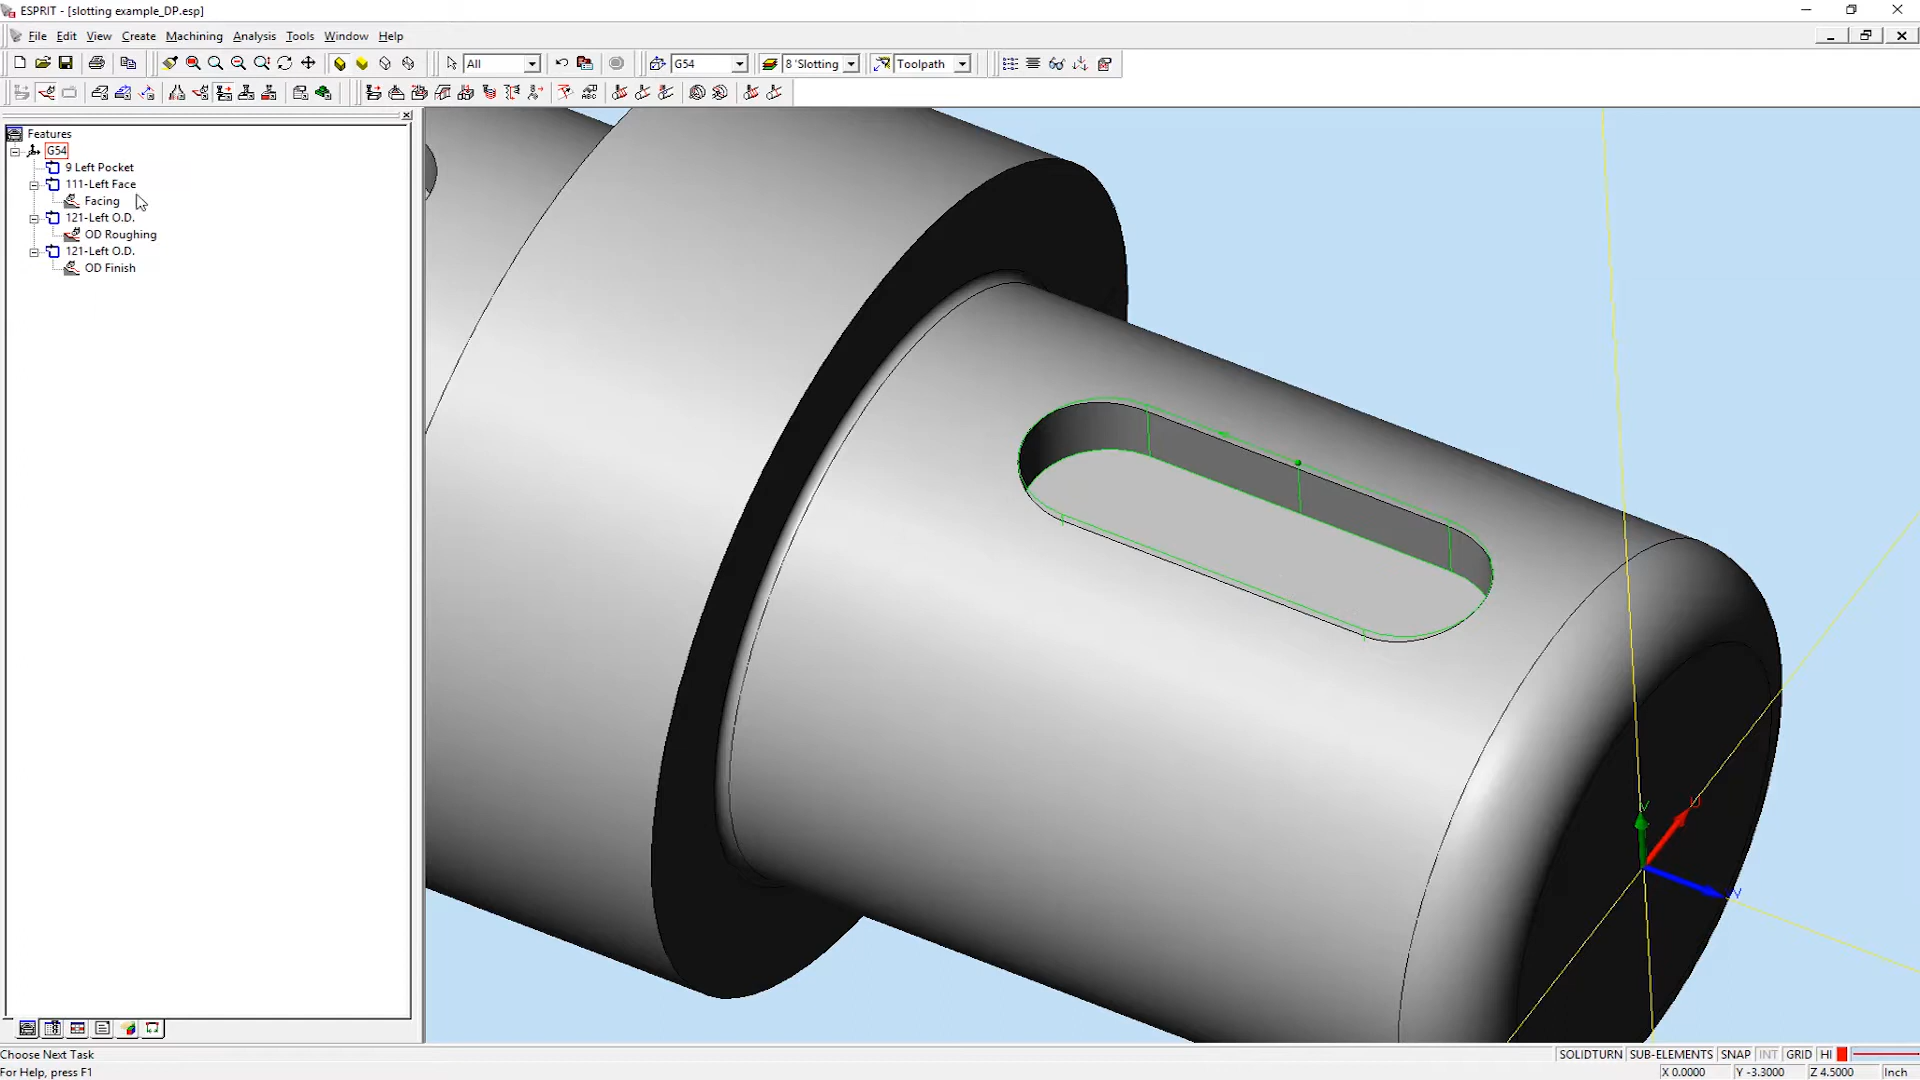 ESPRIT - [slotting example_DP.esp]
File Edit View Create Machining Analysis Tools Window Help
All G54 8 'Slotting Toolpath
Features
G54
9 Left Pocket
111-Left Face
Facing
121-Left O.D.
OD Roughing
121-Left O.D.
OD Finish
V U
W
Choose Next Task SOLIDTURN SUB-ELEMENTS SNAP INT GRID HI
For Help, press F1 X 0.0000 Y -3.3000 Z 4.5000 Inch